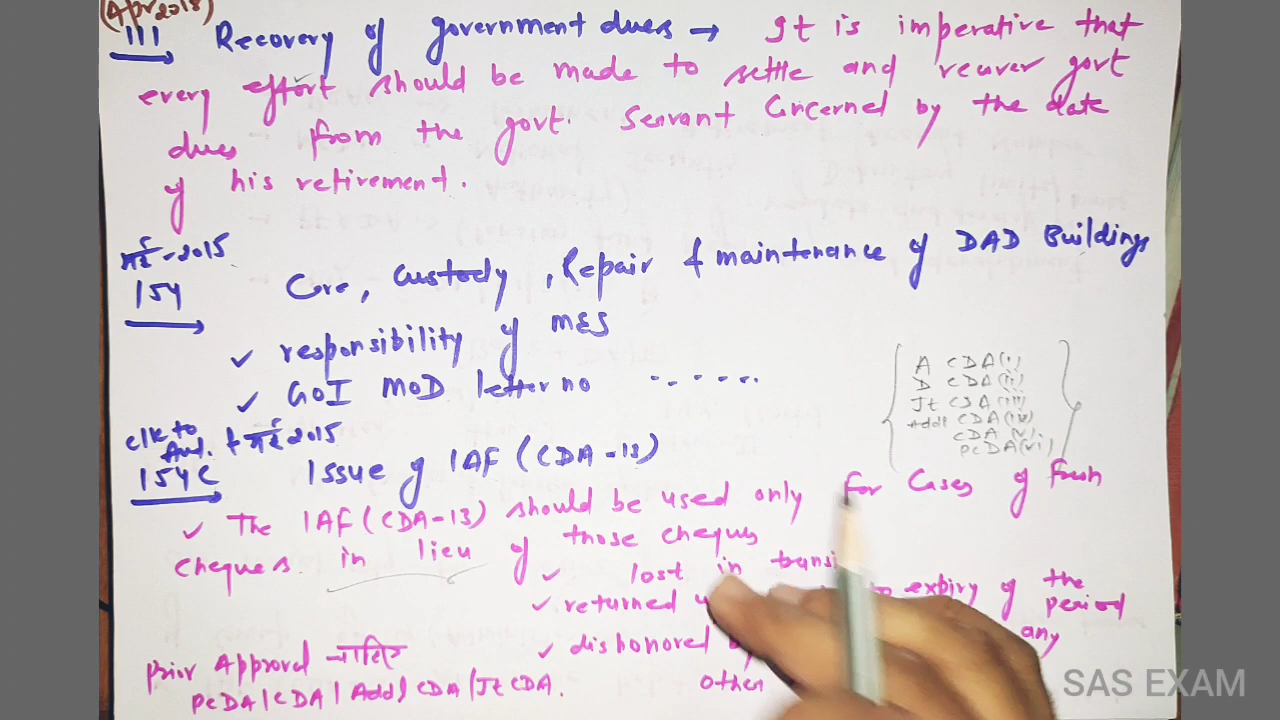 (Apr 2018)
111 Recovery of government dues → It is imperative that
every effort should be made to settle and recover govt
dues from the govt. servant concerned by the date
of his retirement.
2015
154 Care, custody, Repair & maintenance of DAD Buildings
✓ responsibility of MES
✓ GOI MOD letter no ......
A CDA(i)
D CDA(ii)
Jt CDA(iii)
Addl CDA(iv)
CDA (v)
PCDA(vi)
clk to
Aud. + 2015
154C Issue of IAF (CDA-13)
✓ The IAF (CDA-13) should be used only for cases of fresh
cheques in lieu of those cheques
✓ lost in
✓ returned expiry of the
period
✓ dishonored any
other
Prior Approval → चाहिए
PCDA/CDA/Addl CDA/Jt CDA.
SAS EXAM